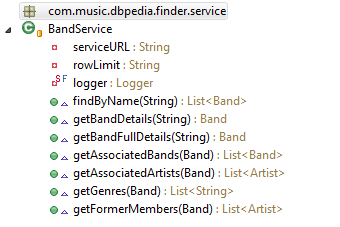 com.music.dbpedia.finder.service
BandService
serviceURL : String
rowLimit : String
S F logger : Logger
findByName(String) : List<Band>
getBandDetails(String) : Band
getBandFullDetails(String) : Band
getAssociatedBands(Band) : List<Band>
getAssociatedArtists(Band) : List<Artist>
getGenres(Band) : List<String>
getFormerMembers(Band) : List<Artist>